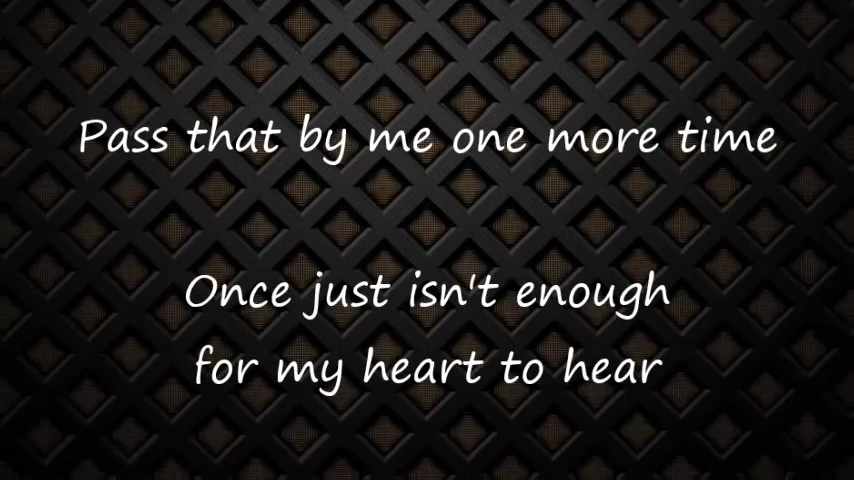 Pass that by me one more time
Once just isn't enough
for my heart to hear